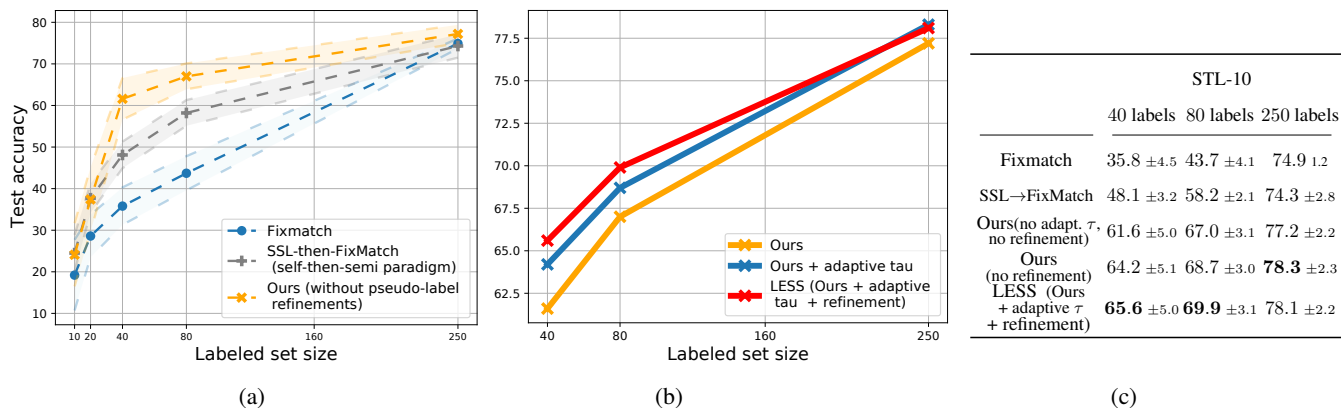 80
70
60
50
40
30
20
10
Test accuracy
10 20 40 80 160 250
Labeled set size
Fixmatch
SSL-then-FixMatch
(self-then-semi paradigm)
Ours (without pseudo-label
refinements)
(a)
77.5
75.0
72.5
70.0
67.5
65.0
62.5
40 80 160 250
Labeled set size
Ours
Ours + adaptive tau
LESS (Ours + adaptive
tau + refinement)
(b)
STL-10
40 labels 80 labels 250 labels
Fixmatch 35.8 ±4.5 43.7 ±4.1 74.9 1.2
SSL→FixMatch 48.1 ±3.2 58.2 ±2.1 74.3 ±2.8
Ours(no adapt. τ,
no refinement) 61.6 ±5.0 67.0 ±3.1 77.2 ±2.2
Ours
(no refinement) 64.2 ±5.1 68.7 ±3.0 78.3 ±2.3
LESS (Ours
+ adaptive τ
+ refinement) 65.6 ±5.0 69.9 ±3.1 78.1 ±2.2
(c)